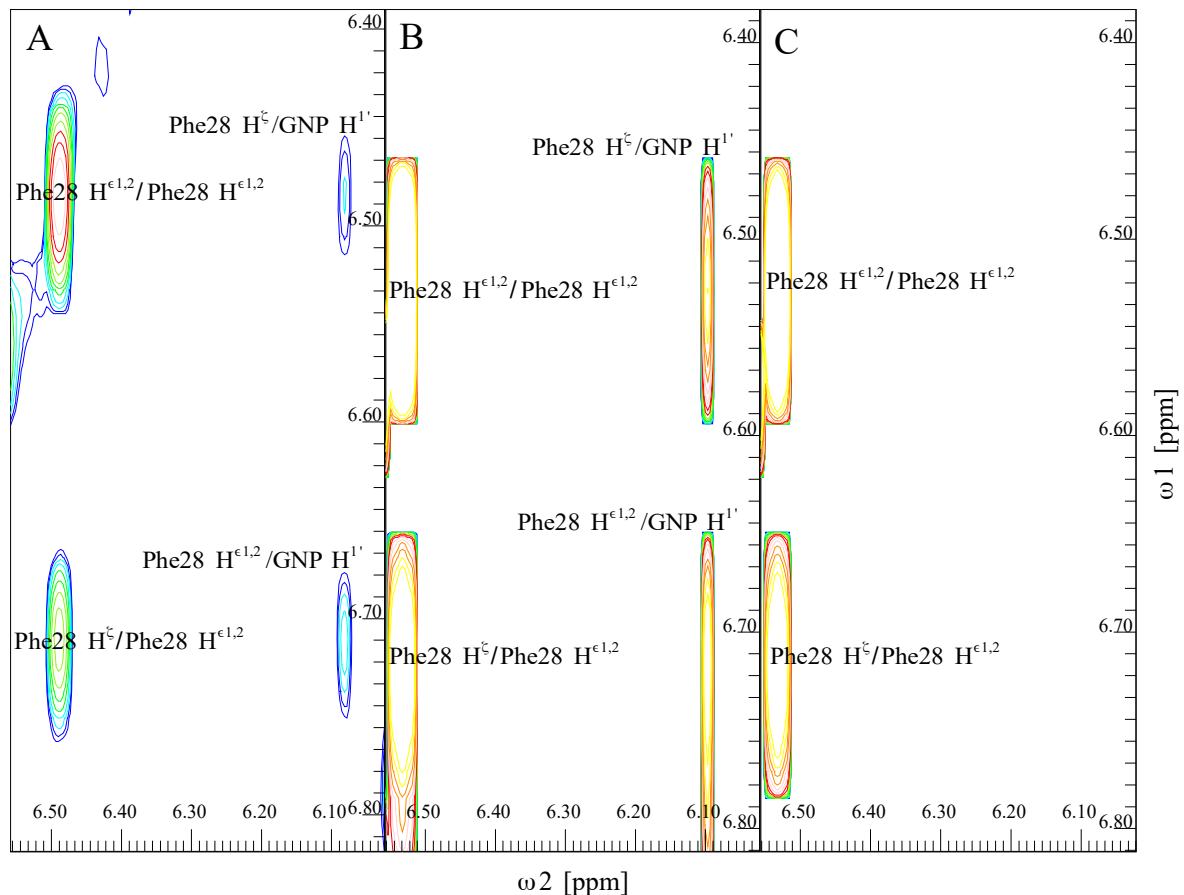 A
B
C
6.40
6.40
6.40
Phe28 Hζ/GNP H1'
Phe28 Hζ/GNP H1'
Phe28 Hϵ1,2/Phe28 Hϵ1,2
6.50
6.50
6.50
Phe28 Hϵ1,2/Phe28 Hϵ1,2
Phe28 Hϵ1,2/Phe28 Hϵ1,2
6.60
6.60
6.60
ω1 [ppm]
Phe28 Hϵ1,2/GNP H1'
Phe28 Hϵ1,2/GNP H1'
6.70
6.70
6.70
Phe28 Hζ/Phe28 Hϵ1,2
Phe28 Hζ/Phe28 Hϵ1,2
Phe28 Hζ/Phe28 Hϵ1,2
6.80
6.80
6.80
6.50 6.40 6.30 6.20 6.10
6.50 6.40 6.30 6.20 6.10
6.50 6.40 6.30 6.20 6.10
ω2 [ppm]